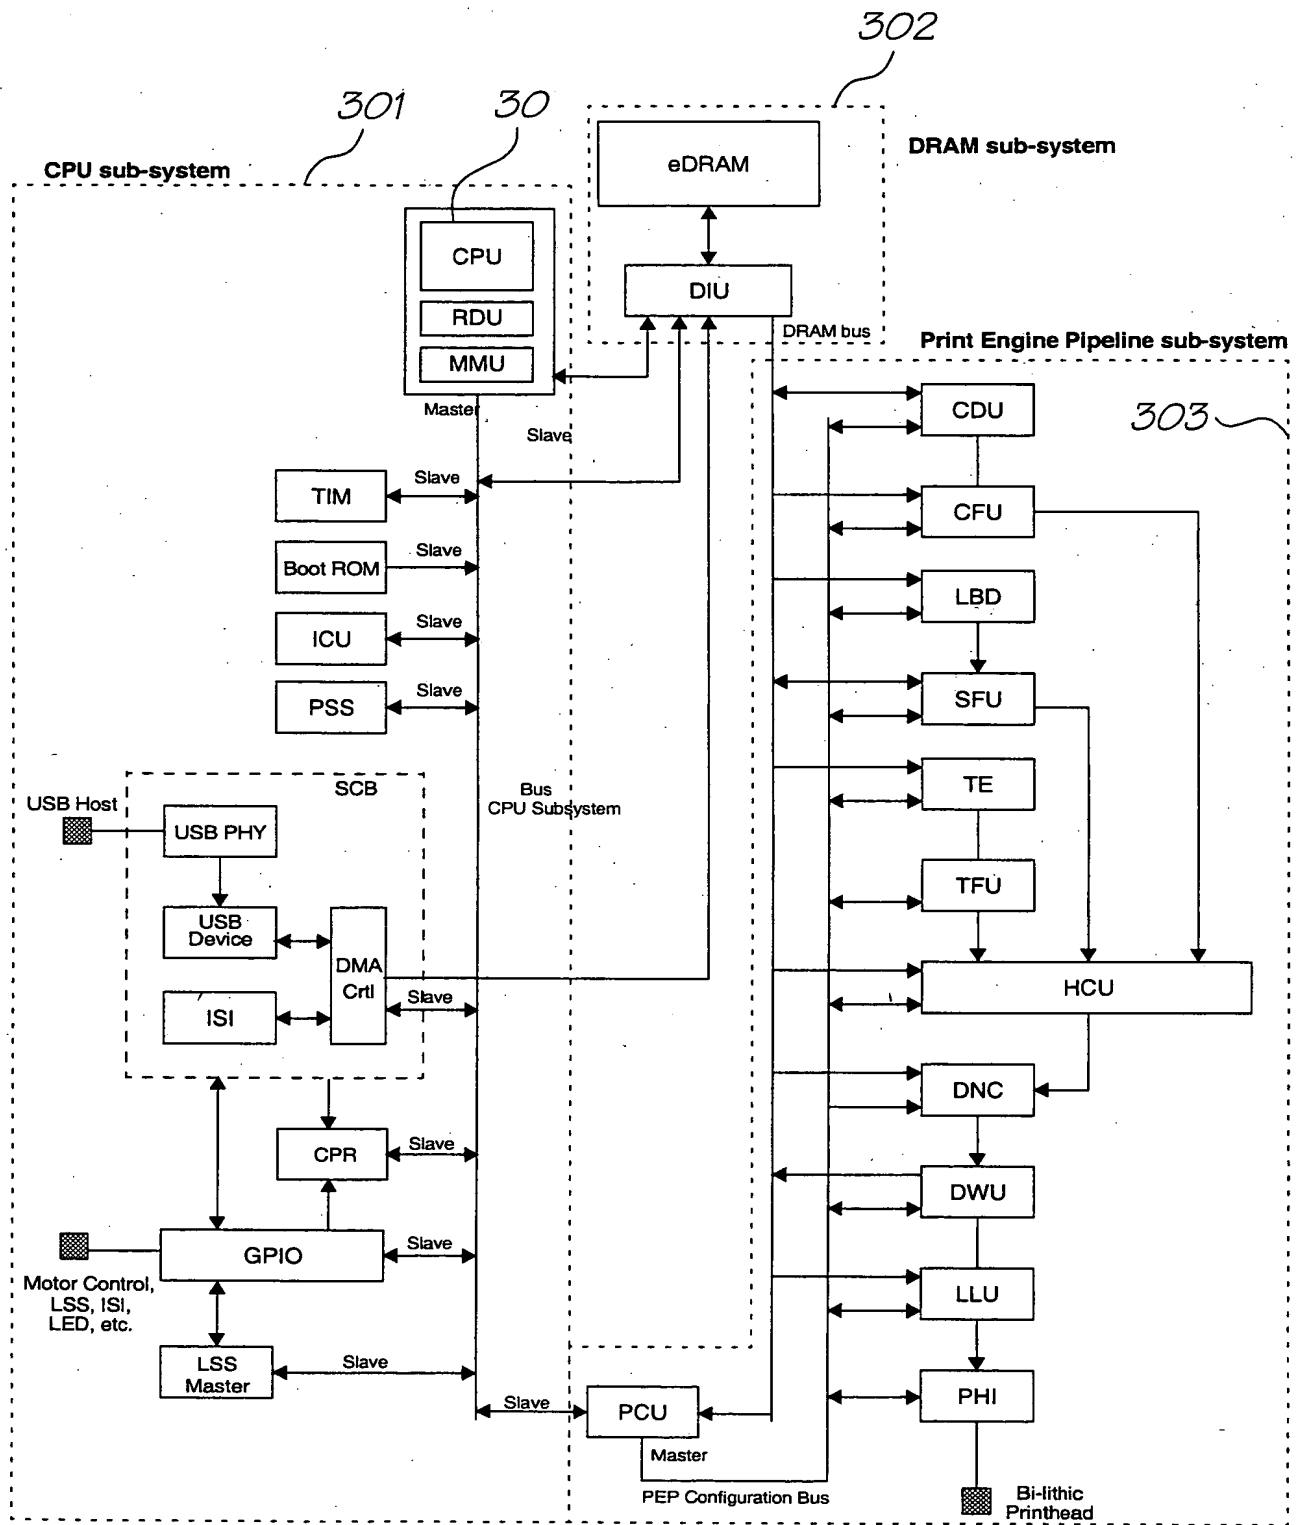 302
301
30
CPU sub-system
DRAM sub-system
eDRAM
CPU
DIU
RDU
MMU
DRAM bus
Print Engine Pipeline sub-system
Master
Slave
303
CDU
TIM
Slave
CFU
Boot ROM
Slave
LBD
ICU
Slave
SFU
PSS
Slave
SCB
Bus
CPU Subsystem
TE
USB Host
USB PHY
TFU
USB
Device
DMA
Crtl
HCU
ISI
Slave
DNC
CPR
Slave
DWU
GPIO
Slave
Motor Control,
LSS, ISI,
LED, etc.
LLU
LSS
Master
Slave
PHI
Slave
PCU
Master
PEP Configuration Bus
Bi-lithic
Printhead